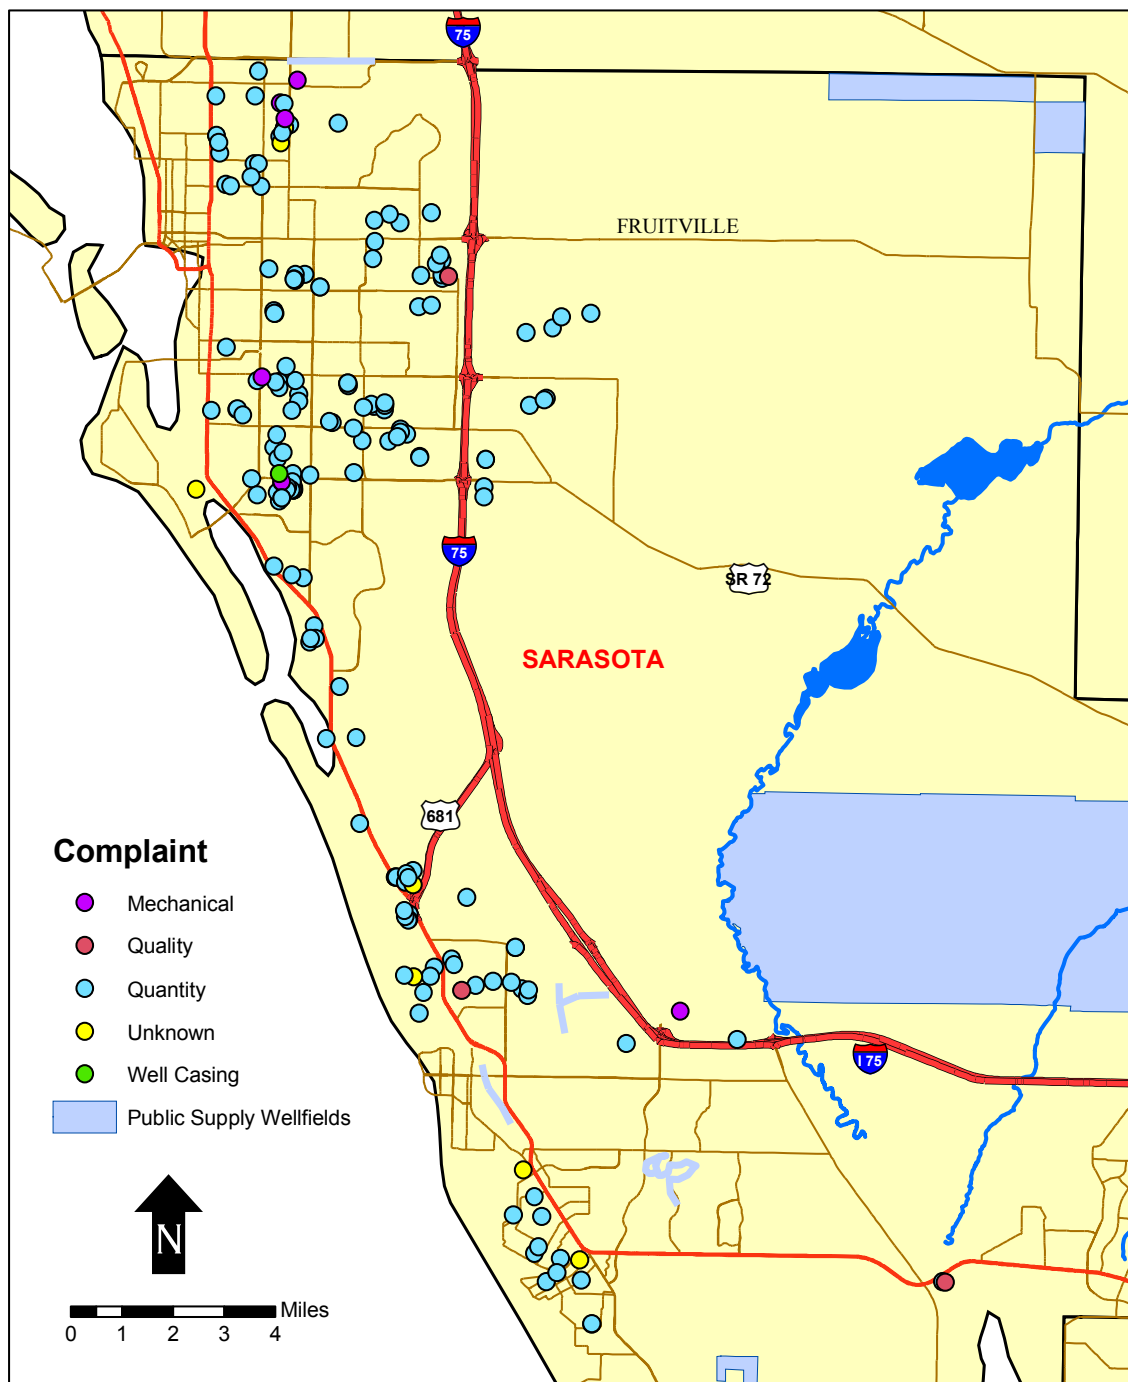 75
FRUITVILLE
75
SR 72
SARASOTA
681
Complaint
Mechanical
Quality
Quantity
Unknown
Well Casing
Public Supply Wellfields
I 75
N
Miles
0 1 2 3 4